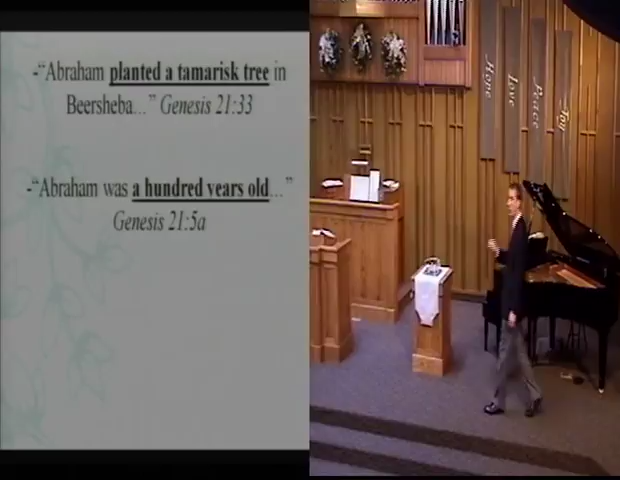 -“Abraham planted a tamarisk tree in
Beersheba...” Genesis 21:33
-“Abraham was a hundred years old...”
Genesis 21:5a
Hope
Love
Peace
Joy